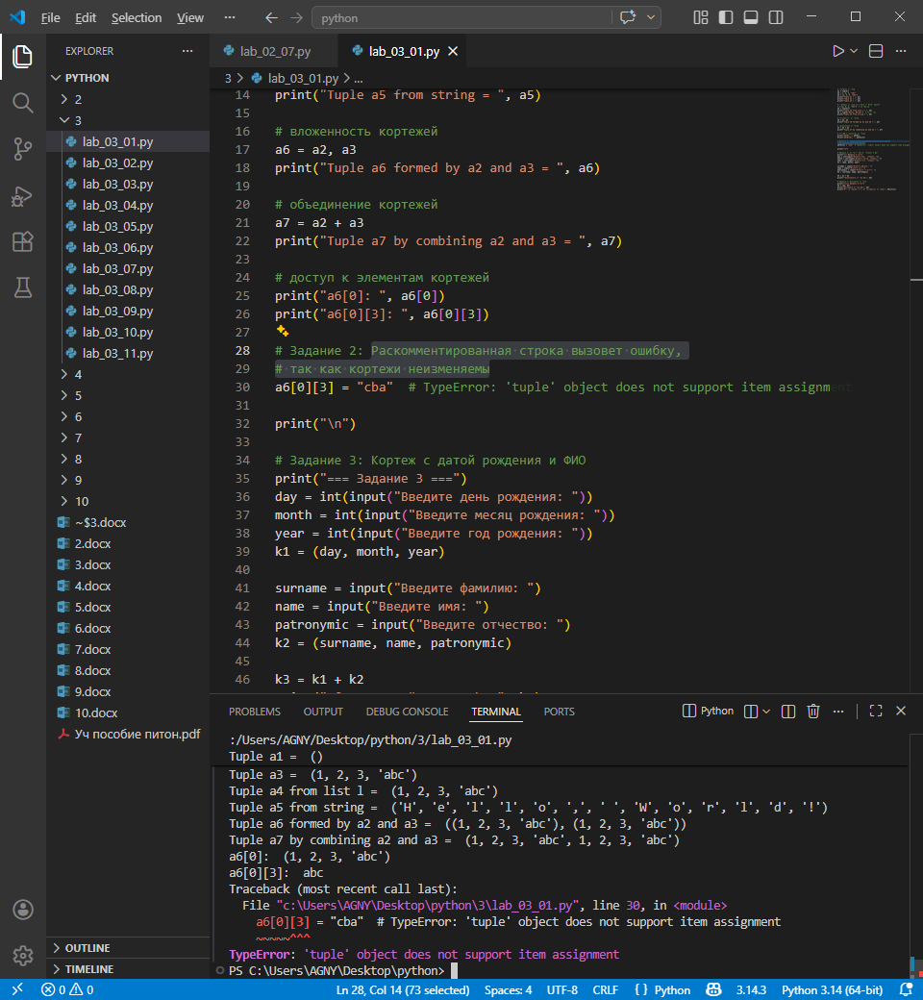 File Edit Selection View ··· python
EXPLORER ···
PYTHON
2
3
lab_03_01.py
lab_03_02.py
lab_03_03.py
lab_03_04.py
lab_03_05.py
lab_03_06.py
lab_03_07.py
lab_03_08.py
lab_03_09.py
lab_03_10.py
lab_03_11.py
4
5
6
7
8
9
10
~$3.docx
2.docx
3.docx
4.docx
5.docx
6.docx
7.docx
8.docx
9.docx
10.docx
Уч пособие питон.pdf
OUTLINE
TIMELINE
lab_02_07.py lab_03_01.py
3 > lab_03_01.py > ...
14 print("Tuple a5 from string = ", a5)
15
16 # вложенность кортежей
17 a6 = a2, a3
18 print("Tuple a6 formed by a2 and a3 = ", a6)
19
20 # объединение кортежей
21 a7 = a2 + a3
22 print("Tuple a7 by combining a2 and a3 = ", a7)
23
24 # доступ к элементам кортежей
25 print("a6[0]: ", a6[0])
26 print("a6[0][3]: ", a6[0][3])
27
28 # Задание 2: Раскомментированная строка вызовет ошибку,
29 # так как кортежи неизменяемы
30 a6[0][3] = "cba"  # TypeError: 'tuple' object does not support item assignment
31
32 print("\n")
33
34 # Задание 3: Кортеж с датой рождения и ФИО
35 print("=== Задание 3 ===")
36 day = int(input("Введите день рождения: "))
37 month = int(input("Введите месяц рождения: "))
38 year = int(input("Введите год рождения: "))
39 k1 = (day, month, year)
40
41 surname = input("Введите фамилию: ")
42 name = input("Введите имя: ")
43 patronymic = input("Введите отчество: ")
44 k2 = (surname, name, patronymic)
45
46 k3 = k1 + k2
PROBLEMS OUTPUT DEBUG CONSOLE TERMINAL PORTS Python ···
:/Users/AGNY/Desktop/python/3/lab_03_01.py
Tuple a1 =  ()
Tuple a3 =  (1, 2, 3, 'abc')
Tuple a4 from list l =  (1, 2, 3, 'abc')
Tuple a5 from string =  ('H', 'e', 'l', 'l', 'o', ',', ' ', 'W', 'o', 'r', 'l', 'd', '!')
Tuple a6 formed by a2 and a3 =  ((1, 2, 3, 'abc'), (1, 2, 3, 'abc'))
Tuple a7 by combining a2 and a3 =  (1, 2, 3, 'abc', 1, 2, 3, 'abc')
a6[0]:  (1, 2, 3, 'abc')
a6[0][3]:  abc
Traceback (most recent call last):
File "c:\Users\AGNY\Desktop\python\3\lab_03_01.py", line 30, in <module>
a6[0][3] = "cba"  # TypeError: 'tuple' object does not support item assignment
~~~~~^^^
TypeError: 'tuple' object does not support item assignment
PS C:\Users\AGNY\Desktop\python>
0 0 Ln 28, Col 14 (73 selected) Spaces: 4 UTF-8 CRLF { } Python 3.14.3 Python 3.14 (64-bit)